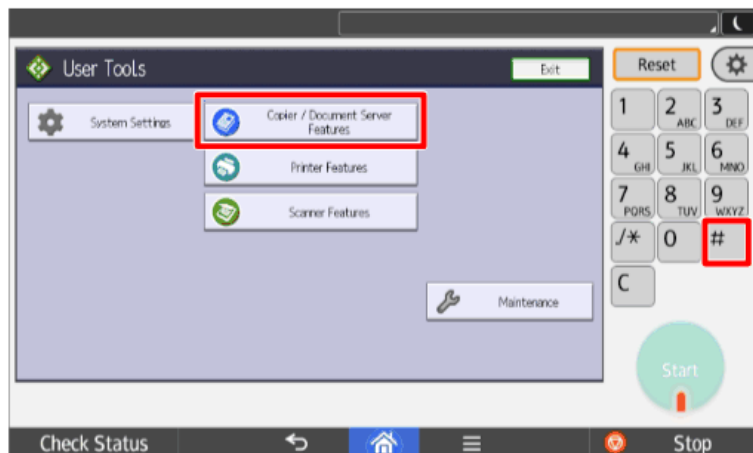 User Tools
Exit
Reset
System Settings
Copier / Document Server
Features
Printer Features
Scanner Features
Maintenance
1
2 ABC
3 DEF
4 GHI
5 JKL
6 MNO
7 PQRS
8 TUV
9 WXYZ
./*
0
#
C
Start
Check Status
Stop